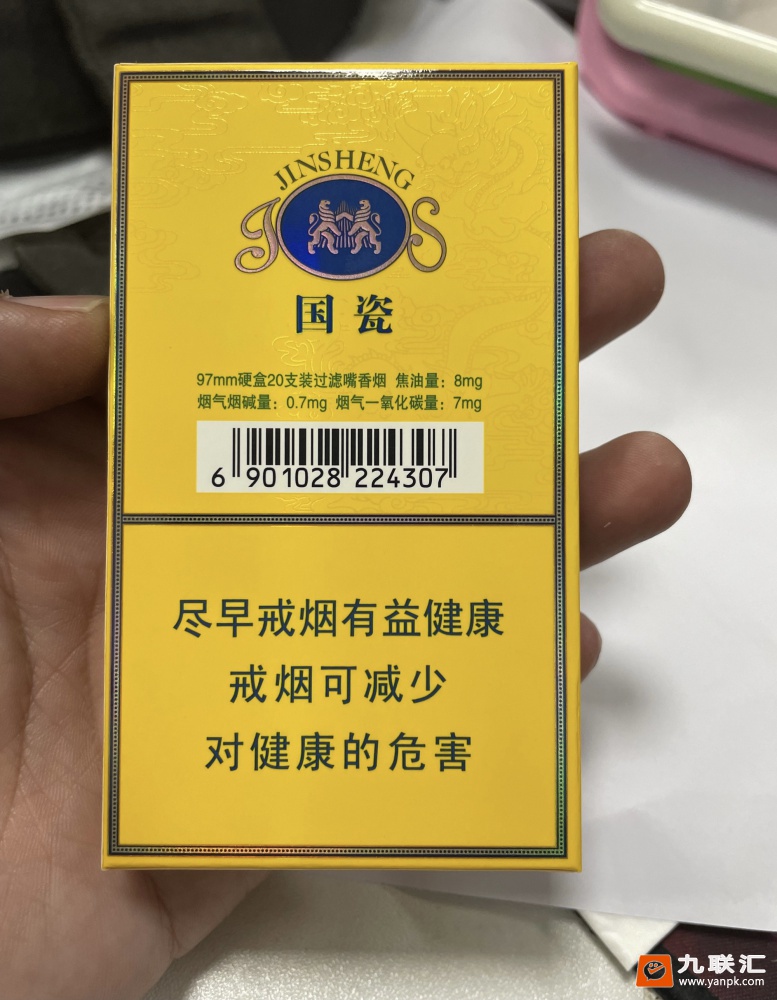 JINSHENG
JS
国瓷
97mm硬盒20支装过滤嘴香烟 焦油量：8mg
烟气烟碱量：0.7mg 烟气一氧化碳量：7mg
6 901028 224307
尽早戒烟有益健康
戒烟可减少
对健康的危害
九联汇
www.yanpk.com